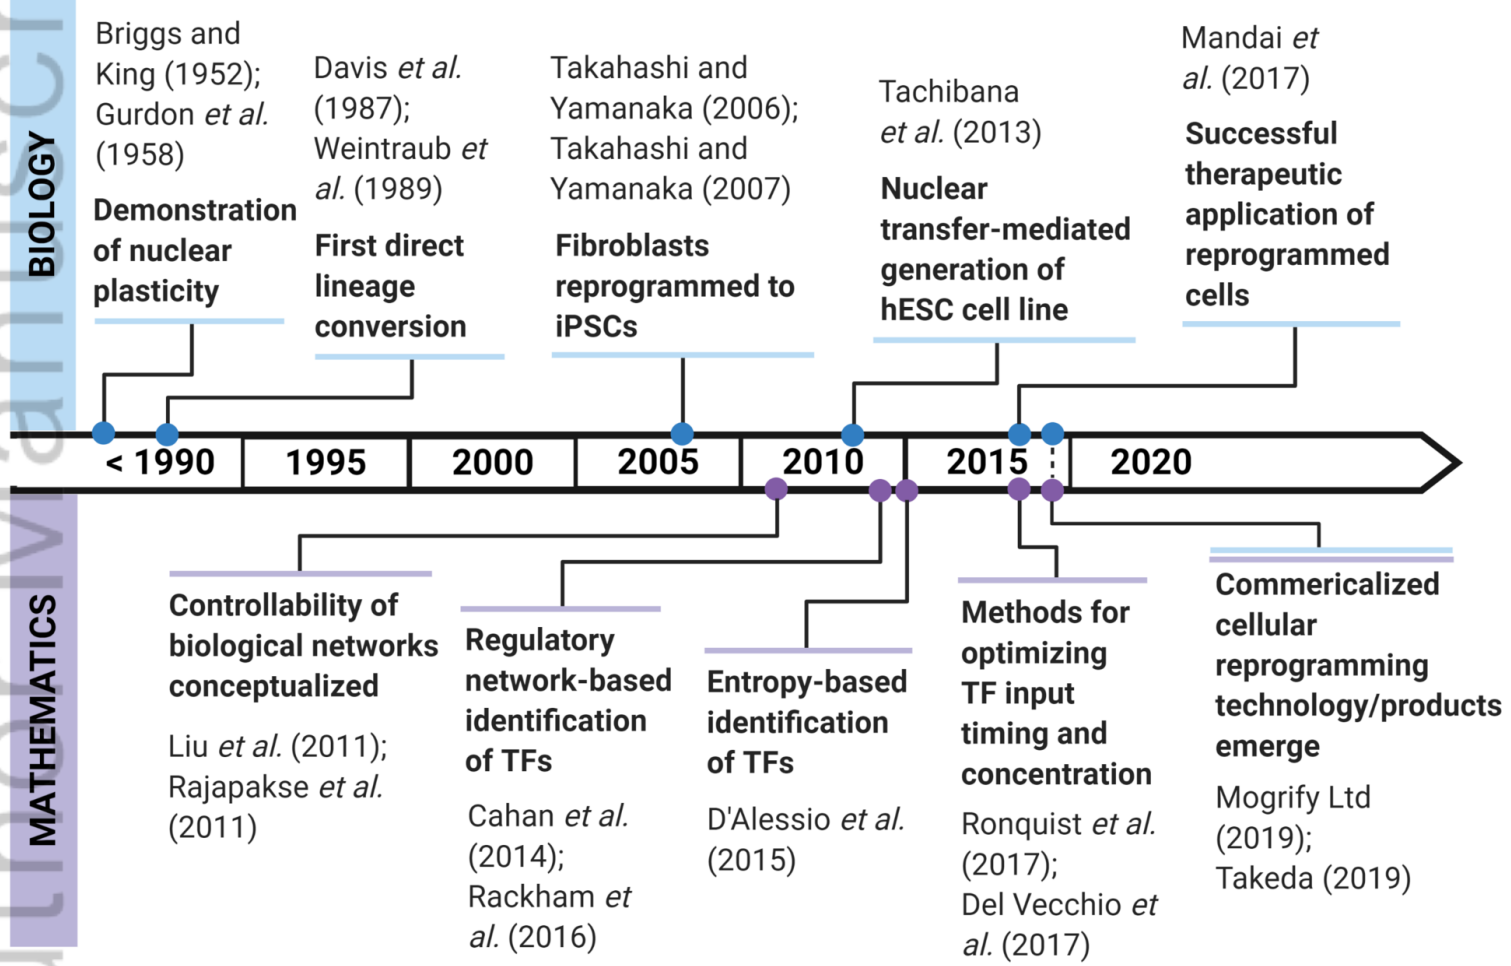 BIOLOGY
Briggs and
King (1952);
Gurdon et al.
(1958)
Demonstration
of nuclear
plasticity
Davis et al.
(1987);
Weintraub et
al. (1989)
First direct
lineage
conversion
Takahashi and
Yamanaka (2006);
Takahashi and
Yamanaka (2007)
Fibroblasts
reprogrammed to
iPSCs
Tachibana
et al. (2013)
Nuclear
transfer-mediated
generation of
hESC cell line
Mandai et
al. (2017)
Successful
therapeutic
application of
reprogrammed
cells
< 1990 1995 2000 2005 2010 2015 2020
MATHEMATICS
Controllability of
biological networks
conceptualized
Liu et al. (2011);
Rajapakse et al.
(2011)
Regulatory
network-based
identification
of TFs
Cahan et al.
(2014);
Rackham et
al. (2016)
Entropy-based
identification
of TFs
D'Alessio et al.
(2015)
Methods for
optimizing
TF input
timing and
concentration
Ronquist et al.
(2017);
Del Vecchio et
al. (2017)
Commericalized
cellular
reprogramming
technology/products
emerge
Mogrify Ltd
(2019);
Takeda (2019)